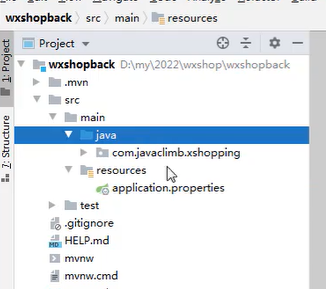 wxshopback › src › main › resources
1: Project
Project
wxshopback D:\my\2022\wxshop\wxshopback
.mvn
src
main
java
com.javaclimb.xshopping
resources
application.properties
7: Structure
test
.gitignore
HELP.md
mvnw
mvnw.cmd